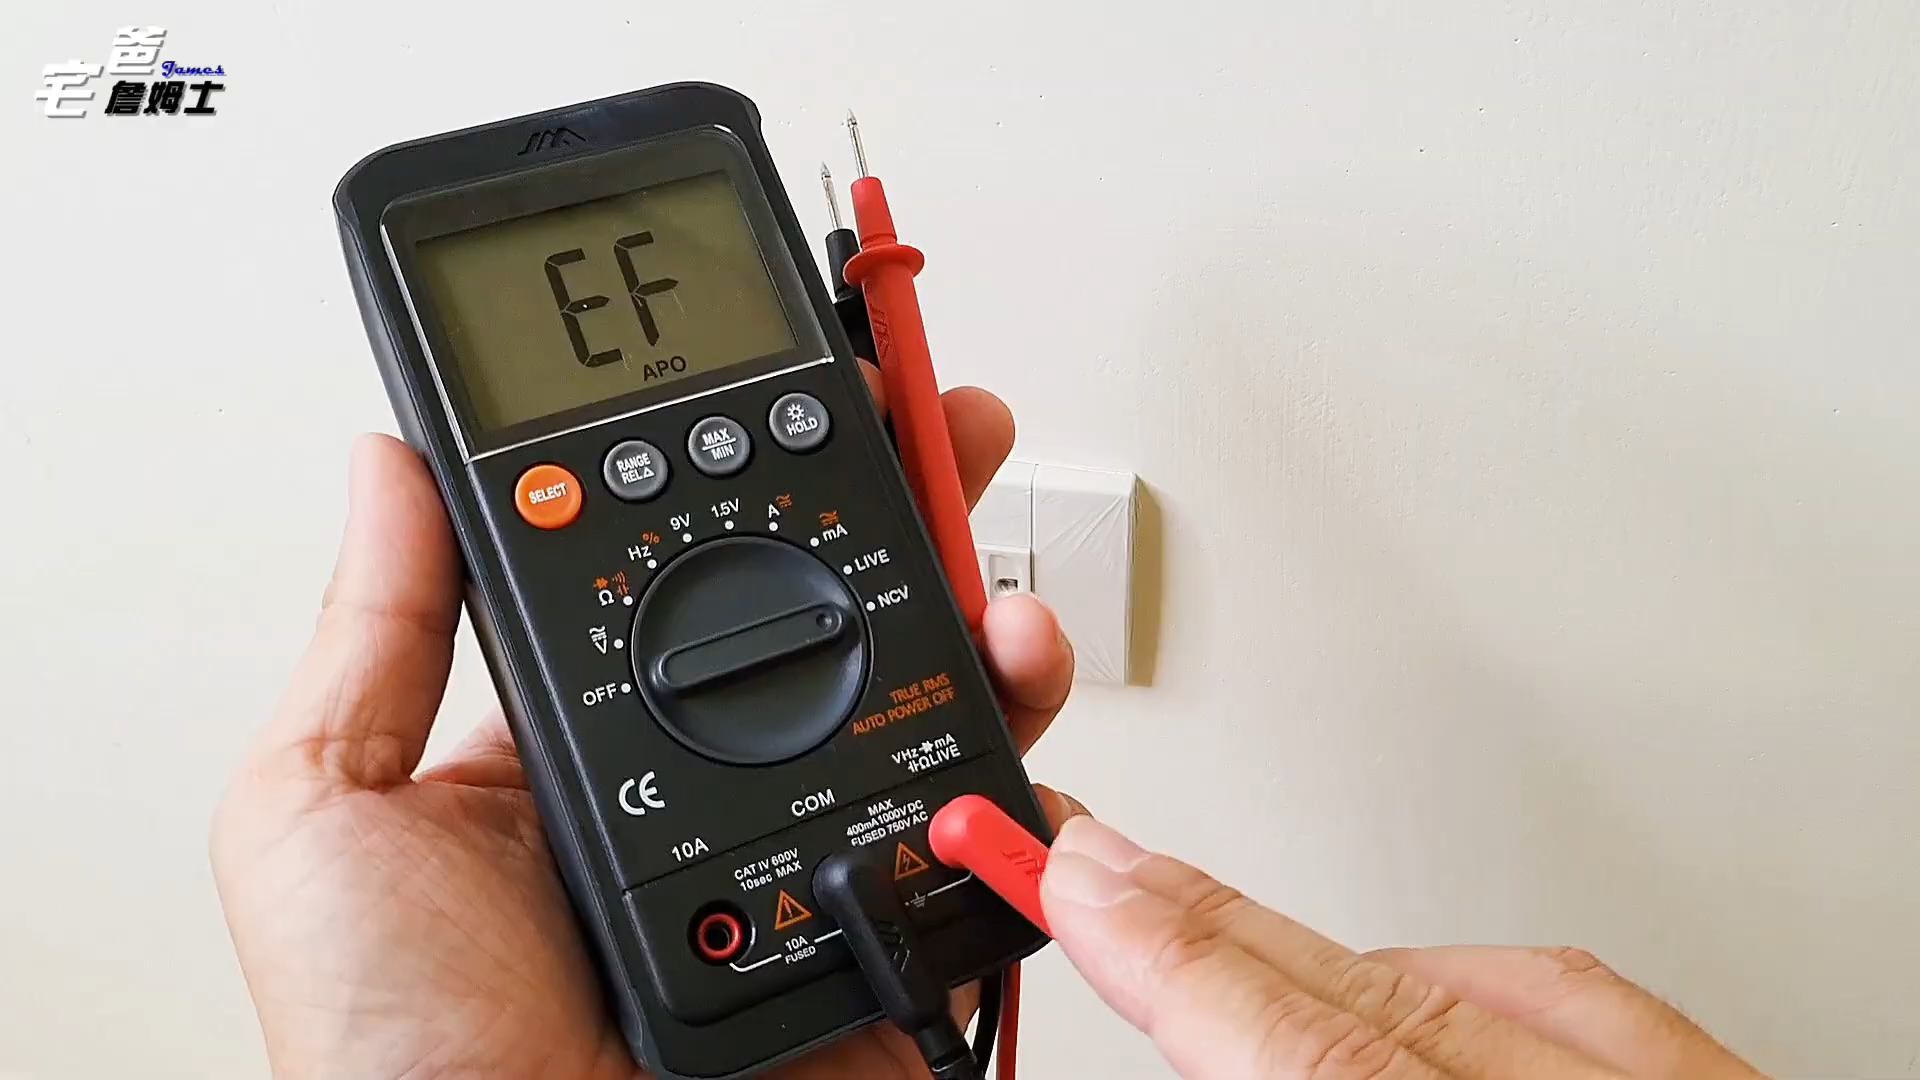 宅爸
James
詹姆士
EF
APO
SELECT
RANGE
REL△
MAX
MIN
HOLD
OFF
V
Ω
Hz %
9V
1.5V
A
mA
LIVE
NCV
TRUE RMS
AUTO POWER OFF
VHz mA
ΩLIVE
CE
COM
10A
MAX
400mA 1000V DC
FUSED 750V AC
CAT IV 600V
10sec MAX
10A
FUSED